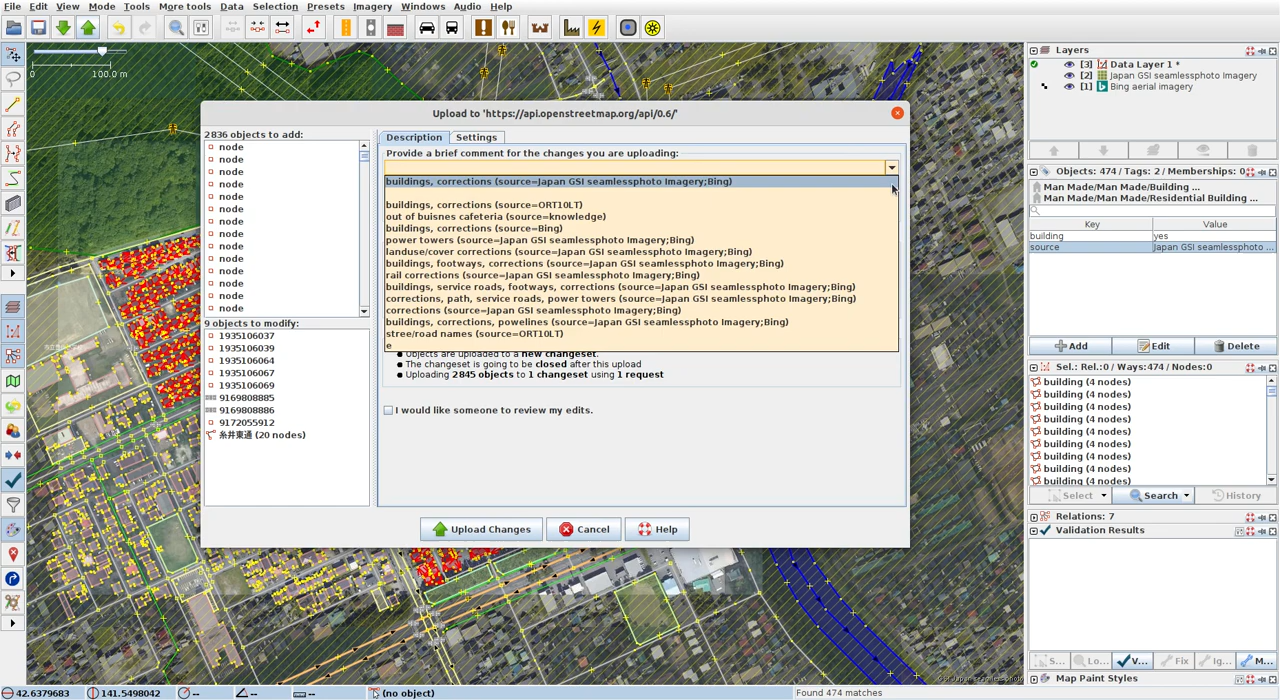 File Edit View Mode Tools More tools Data Selection Presets Imagery Windows Audio Help
0 100.0 m
Upload to 'https://api.openstreetmap.org/api/0.6/'
2836 objects to add:
node
node
node
node
node
node
node
node
node
node
node
node
node
node
9 objects to modify:
1935106037
1935106039
1935106064
1935106067
1935106069
9169808885
9169808886
9172055912
糸井東通 (20 nodes)
Description Settings
Provide a brief comment for the changes you are uploading:
buildings, corrections (source=Japan GSI seamlessphoto Imagery;Bing)
buildings, corrections (source=ORT10LT)
out of buisnes cafeteria (source=knowledge)
buildings, corrections (source=Bing)
power towers (source=Japan GSI seamlessphoto Imagery;Bing)
landuse/cover corrections (source=Japan GSI seamlessphoto Imagery;Bing)
buildings, footways, corrections (source=Japan GSI seamlessphoto Imagery;Bing)
rail corrections (source=Japan GSI seamlessphoto Imagery;Bing)
buildings, service roads, footways, corrections (source=Japan GSI seamlessphoto Imagery;Bing)
corrections, path, service roads, power towers (source=Japan GSI seamlessphoto Imagery;Bing)
corrections (source=Japan GSI seamlessphoto Imagery;Bing)
buildings, corrections, powelines (source=Japan GSI seamlessphoto Imagery;Bing)
stree/road names (source=ORT10LT)
e
Objects are uploaded to a new changeset.
The changeset is going to be closed after this upload
Uploading 2845 objects to 1 changeset using 1 request
I would like someone to review my edits.
Upload Changes Cancel Help
Layers
[3] Data Layer 1 *
[2] Japan GSI seamlessphoto Imagery
[1] Bing aerial imagery
Objects: 474 / Tags: 2 / Memberships: 0
Man Made/Man Made/Building ...
Man Made/Man Made/Residential Building ...
Key Value
building yes
source Japan GSI seamlessphoto ...
Add Edit Delete
Sel.: Rel.:0 / Ways:474 / Nodes:0
building (4 nodes)
building (4 nodes)
building (4 nodes)
building (4 nodes)
building (4 nodes)
building (4 nodes)
building (4 nodes)
building (4 nodes)
building (4 nodes)
Select Search History
Relations: 7
Validation Results
S... Lo... V... Fix Ig... M...
Map Paint Styles
42.6379683 141.5498042 -- -- -- (no object) Found 474 matches